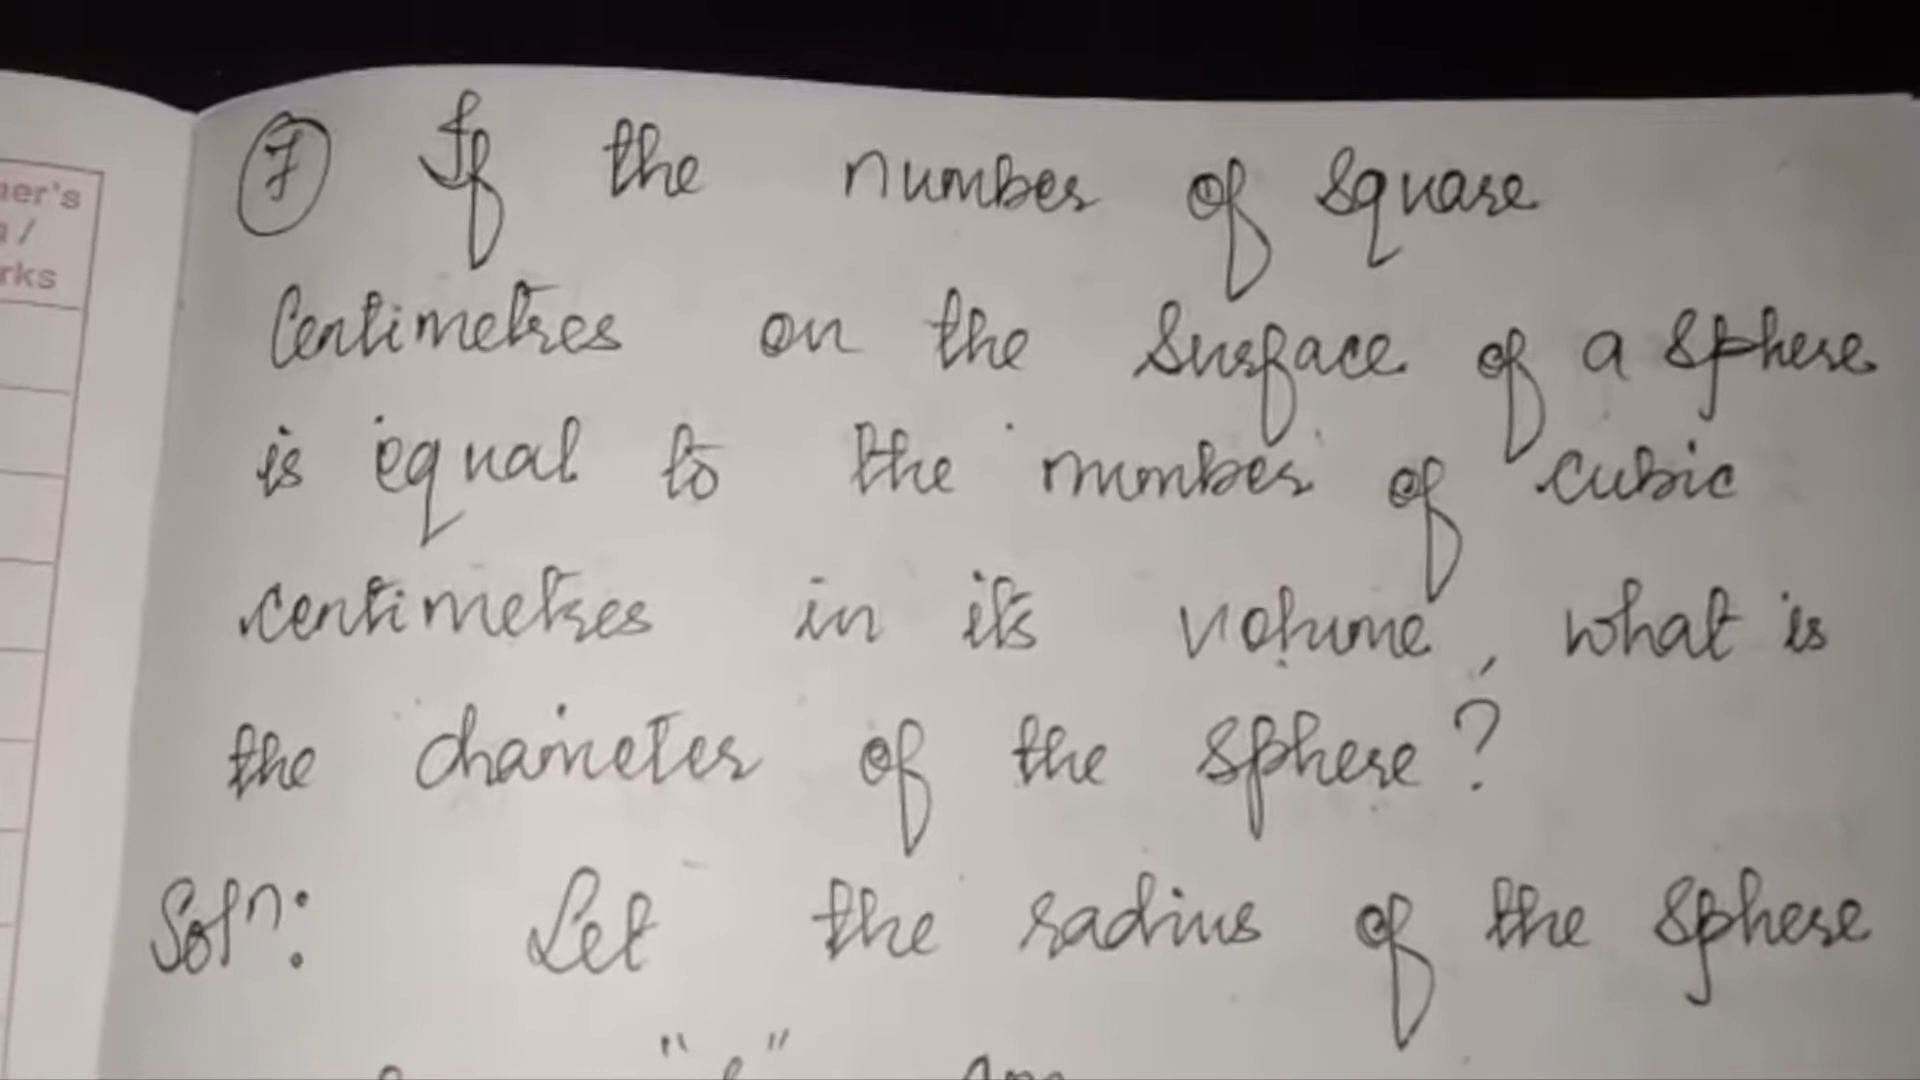 ⑦ If the number of square
Centimetres on the surface of a sphere
is equal to the number of cubic
centimetres in its volume, what is
the diameter of the sphere?
Solⁿ: Let the radius of the sphere